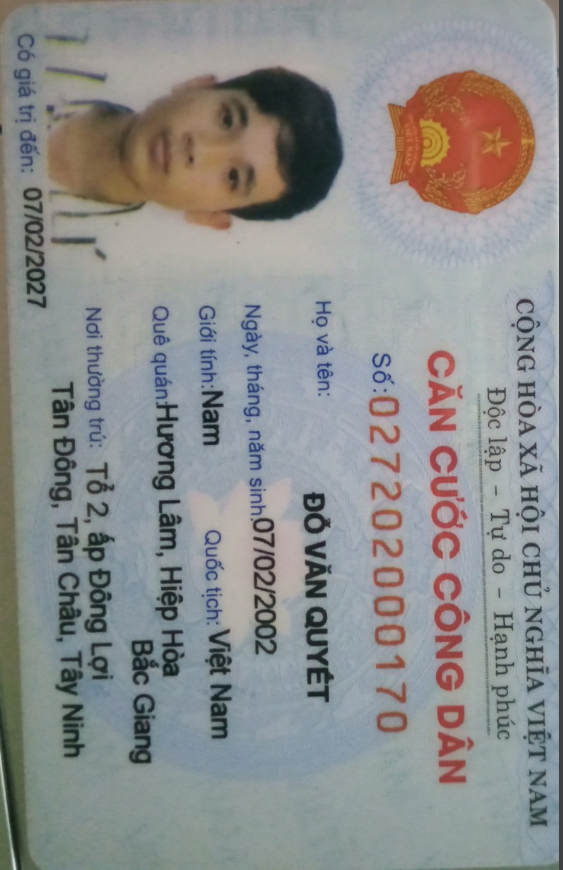 CỘNG HÒA XÃ HỘI CHỦ NGHĨA VIỆT NAM
Độc lập - Tự do - Hạnh phúc
CĂN CƯỚC CÔNG DÂN
Số: 027202000170
Họ và tên:
ĐỖ VĂN QUYẾT
Ngày, tháng, năm sinh: 07/02/2002
Giới tính: Nam Quốc tịch: Việt Nam
Quê quán: Hương Lâm, Hiệp Hòa
Bắc Giang
Nơi thường trú: Tổ 2, ấp Đông Lợi
Tân Đông, Tân Châu, Tây Ninh
Có giá trị đến: 07/02/2027